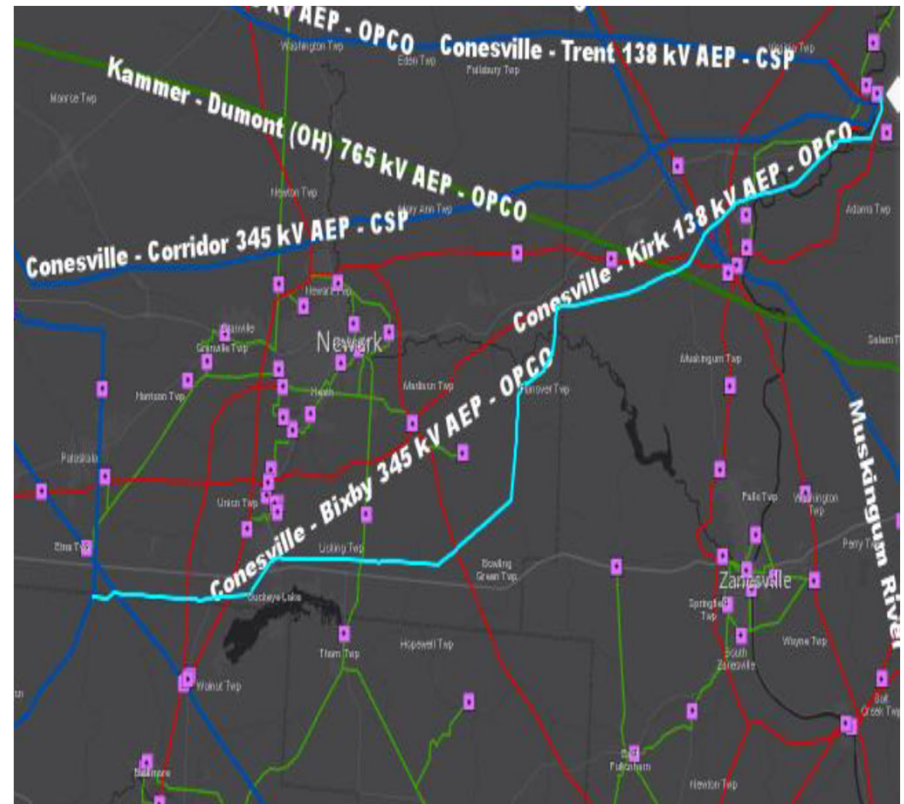 kV AEP - OPCO
Conesville - Trent 138 kV AEP - CSP
Washington Twp
Eden Twp
Monroe Twp
Kammer - Dumont (OH) 765 kV AEP - OPCO
Newton Twp
Mary Ann Twp
Adams Twp
Conesville - Corridor 345 kV AEP - CSP
Conesville - Kirk 138 kV AEP - OPCO
Newark Twp
Granville
Granville Twp
Newark
Muskingum Twp
Salem T
Madison Twp
Hanover Twp
Heath
Harrison Twp
Conesville - Bixby 345 kV AEP - OPCO
Muskingum River
Pataskala
Union Twp
Falls Twp
Washington Twp
Perry Tw
Etna Twp
Licking Twp
Bowling Green Twp
Zanesville
Buckeye Lake
Springfield Twp
Thorn Twp
Hopewell Twp
South Zanesville
Wayne Twp
Walnut Twp
Salt Creek Twp
Baltimore
East Fultonham
Newton Twp